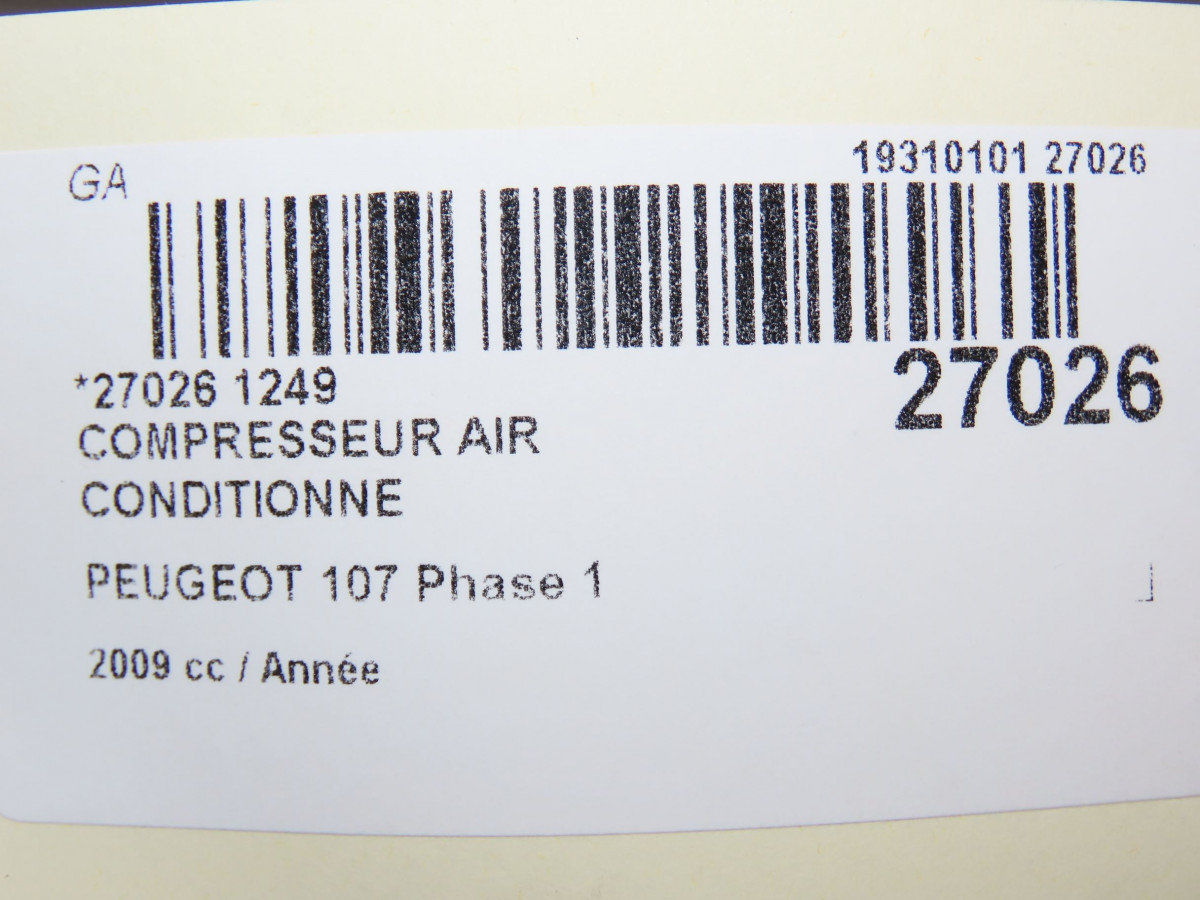 GA
19310101 27026
*27026 1249
27026
COMPRESSEUR AIR
CONDITIONNE
PEUGEOT 107 Phase 1
2009 cc / Année